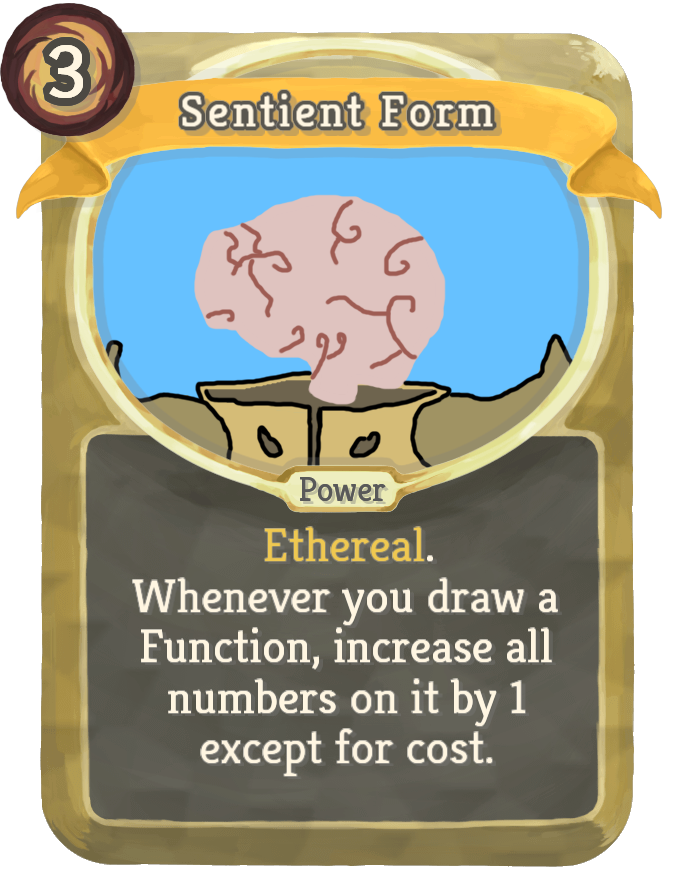 3
Sentient Form
Power
Ethereal.
Whenever you draw a
Function, increase all
numbers on it by 1
except for cost.